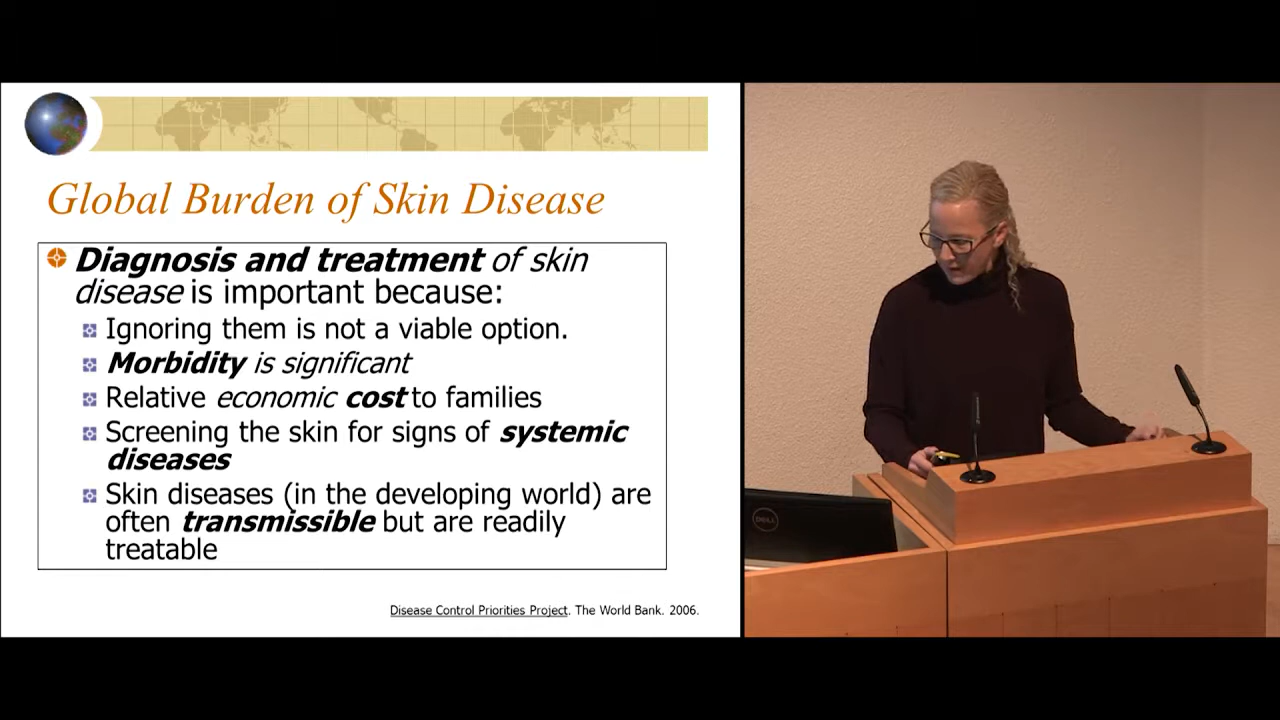 Global Burden of Skin Disease
Diagnosis and treatment of skin
disease is important because:
Ignoring them is not a viable option.
Morbidity is significant
Relative economic cost to families
Screening the skin for signs of systemic
diseases
Skin diseases (in the developing world) are
often transmissible but are readily
treatable
Disease Control Priorities Project. The World Bank. 2006.
DELL